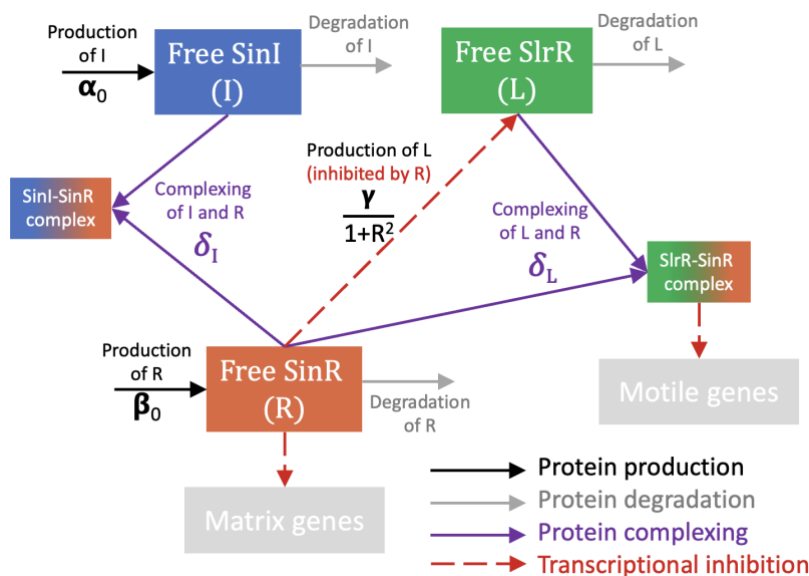 Production
of I
α₀
Free SinI
(I)
Degradation
of I
Free SlrR
(L)
Degradation
of L
Production of L
(inhibited by R)
γ
1+R²
SinI-SinR
complex
Complexing
of I and R
δI
Complexing
of L and R
δL
SlrR-SinR
complex
Production
of R
β₀
Free SinR
(R)
Degradation
of R
Motile genes
Matrix genes
Protein production
Protein degradation
Protein complexing
Transcriptional inhibition